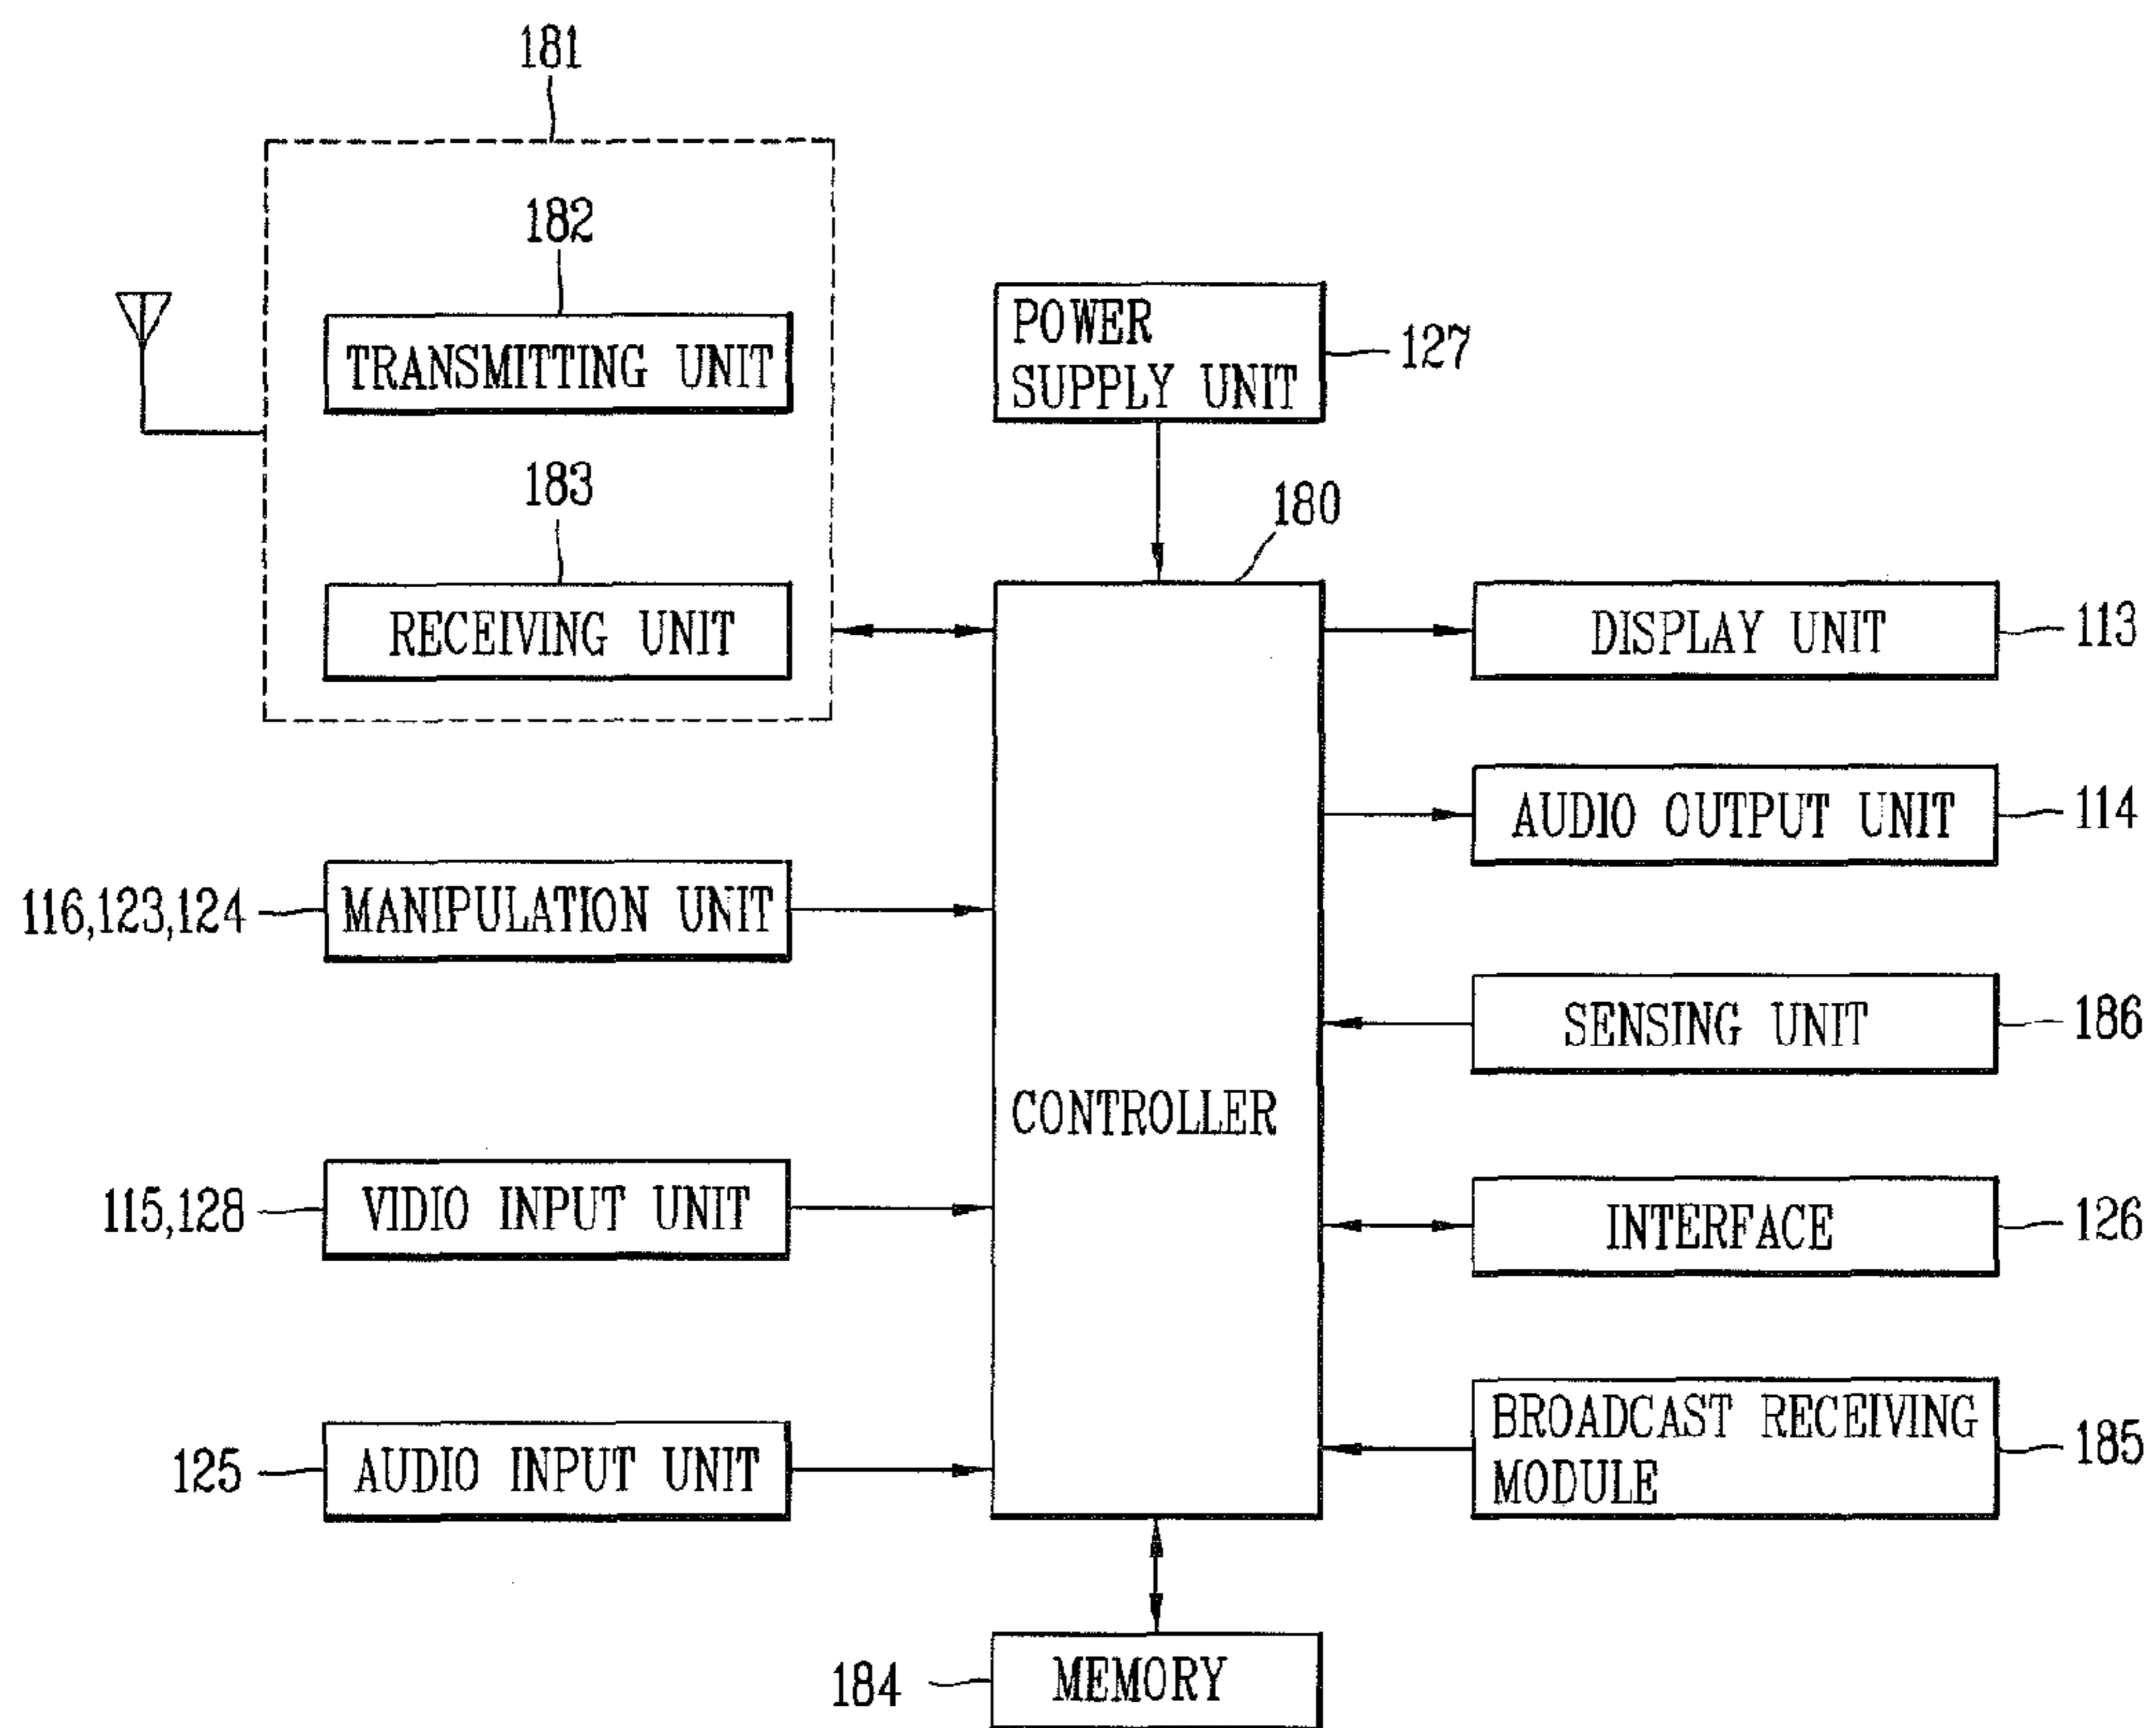 181
182
TRANSMITTING UNIT
183
RECEIVING UNIT
POWER
SUPPLY UNIT
127
180
CONTROLLER
DISPLAY UNIT
113
AUDIO OUTPUT UNIT
114
116,123,124
MANIPULATION UNIT
SENSING UNIT
186
115,128
VIDIO INPUT UNIT
INTERFACE
126
125
AUDIO INPUT UNIT
BROADCAST RECEIVING
MODULE
185
184
MEMORY